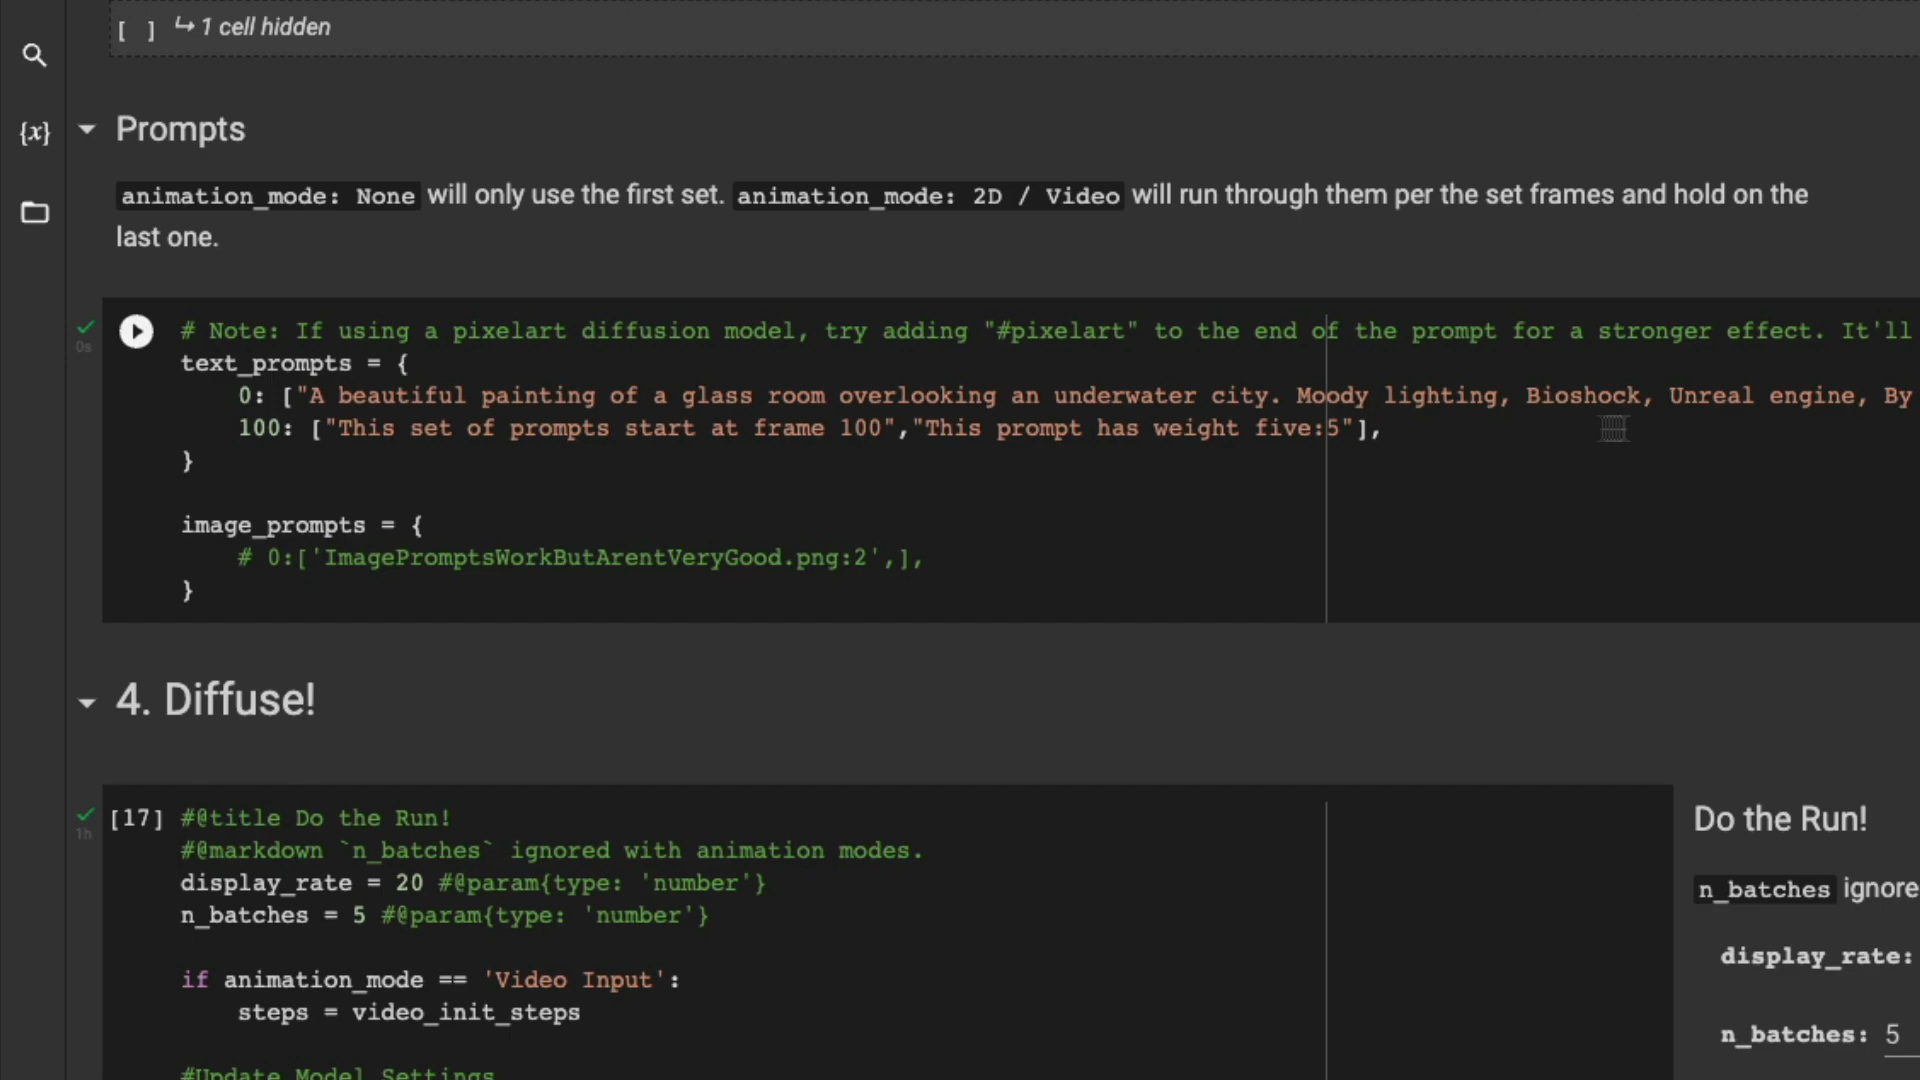 [ ] ↳ 1 cell hidden
{x}
Prompts
animation_mode: None will only use the first set. animation_mode: 2D / Video will run through them per the set frames and hold on the
last one.
0s
# Note: If using a pixelart diffusion model, try adding "#pixelart" to the end of the prompt for a stronger effect. It'll
text_prompts = {
    0: ["A beautiful painting of a glass room overlooking an underwater city. Moody lighting, Bioshock, Unreal engine, By
    100: ["This set of prompts start at frame 100","This prompt has weight five:5"],
}
image_prompts = {
    # 0:['ImagePromptsWorkButArentVeryGood.png:2',],
}
4. Diffuse!
1h
[17] #@title Do the Run!
#@markdown `n_batches` ignored with animation modes.
display_rate = 20 #@param{type: 'number'}
n_batches = 5 #@param{type: 'number'}
if animation_mode == 'Video Input':
    steps = video_init_steps
#Update Model Settings
Do the Run!
n_batches ignore
display_rate:
n_batches: 5